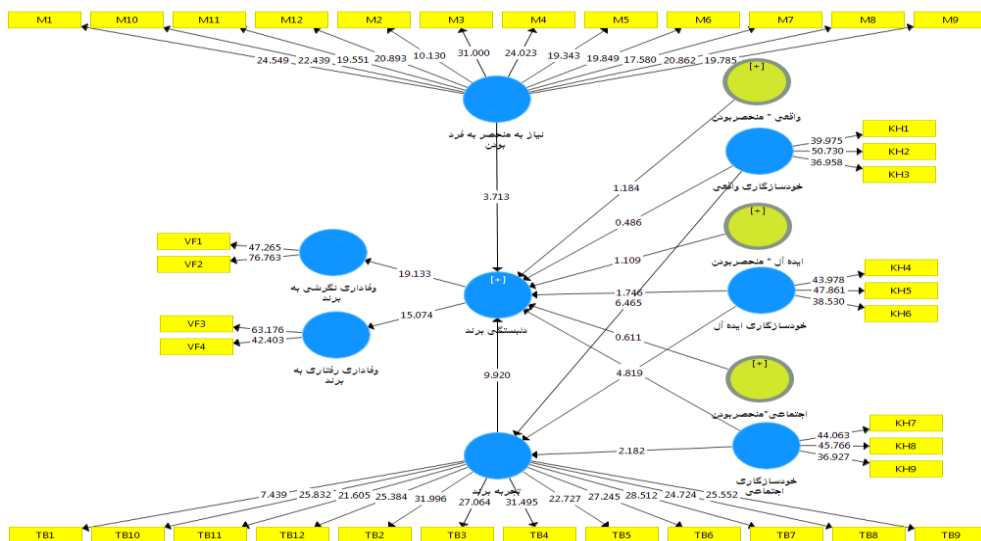 M1 M10 M11 M12 M2 M3 M4 M5 M6 M7 M8 M9
24.549 22.439 19.551 20.893 10.130 31.000 24.023 19.343 19.849 17.580 20.862 19.785
نیاز به منحصر به فرد
بودن
[+]
واقعی * منحصربودن
39.975 KH1
50.730 KH2
36.958 KH3
خودسازگاری واقعی
1.184
3.713
0.486
[+]
ایده آل * منحصربودن
1.109
VF1 47.265
VF2 76.763
وفاداری نگرشی به
برند
19.133
[+]
دلبستگی برند
1.746
6.465
43.978 KH4
47.861 KH5
38.530 KH6
خودسازگاری ایده آل
VF3 63.176
VF4 42.403
وفاداری رفتاری به
برند
15.074
0.611
[+]
اجتماعی*منحصربودن
9.920
4.819
44.063 KH7
45.766 KH8
36.927 KH9
خودسازگاری
اجتماعی
2.182
تجربه برند
7.439 25.832 21.605 25.384 31.996 27.064 31.495 22.727 27.245 28.512 24.724 25.552
TB1 TB10 TB11 TB12 TB2 TB3 TB4 TB5 TB6 TB7 TB8 TB9